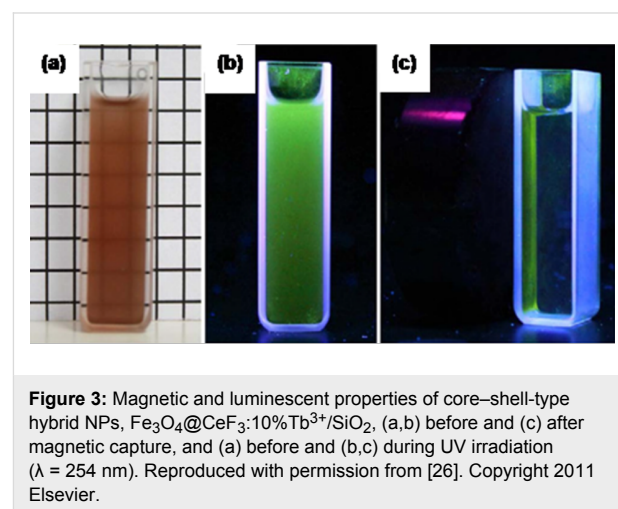 (a) (b) (c)
Figure 3: Magnetic and luminescent properties of core–shell-type
hybrid NPs, Fe₃O₄@CeF₃:10%Tb³⁺/SiO₂, (a,b) before and (c) after
magnetic capture, and (a) before and (b,c) during UV irradiation
(λ = 254 nm). Reproduced with permission from [26]. Copyright 2011
Elsevier.